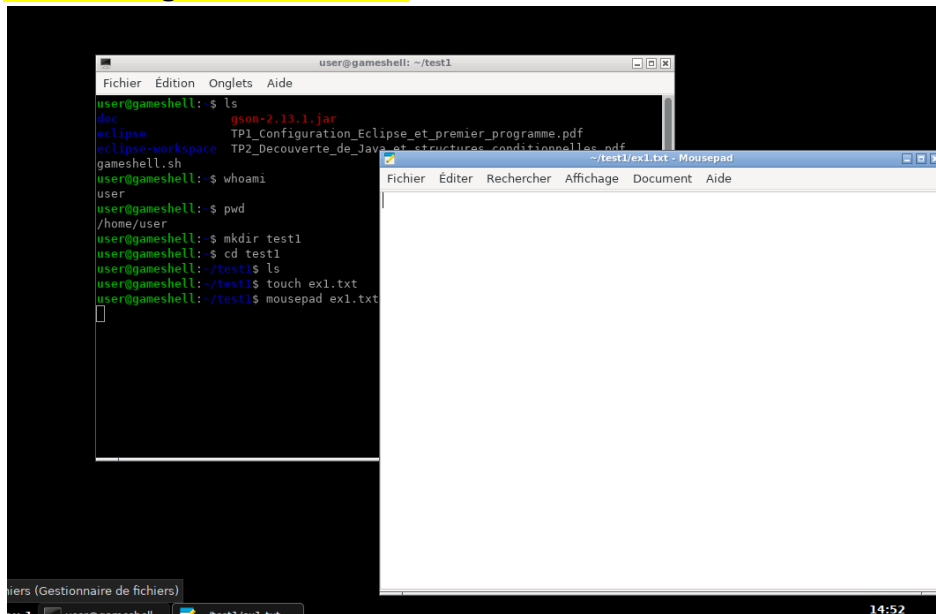 user@gameshell: ~/test1
Fichier Édition Onglets Aide
user@gameshell:~$ ls
doc gson-2.13.1.jar
eclipse TP1_Configuration_Eclipse_et_premier_programme.pdf
eclipse-workspace TP2_Decouverte_de_Java_et_structures_conditionnelles.pdf
gameshell.sh
user@gameshell:~$ whoami
user
user@gameshell:~$ pwd
/home/user
user@gameshell:~$ mkdir test1
user@gameshell:~$ cd test1
user@gameshell:~/test1$ ls
user@gameshell:~/test1$ touch ex1.txt
user@gameshell:~/test1$ mousepad ex1.txt
~/test1/ex1.txt - Mousepad
Fichier Éditer Rechercher Affichage Document Aide
(Gestionnaire de fichiers)
14:52